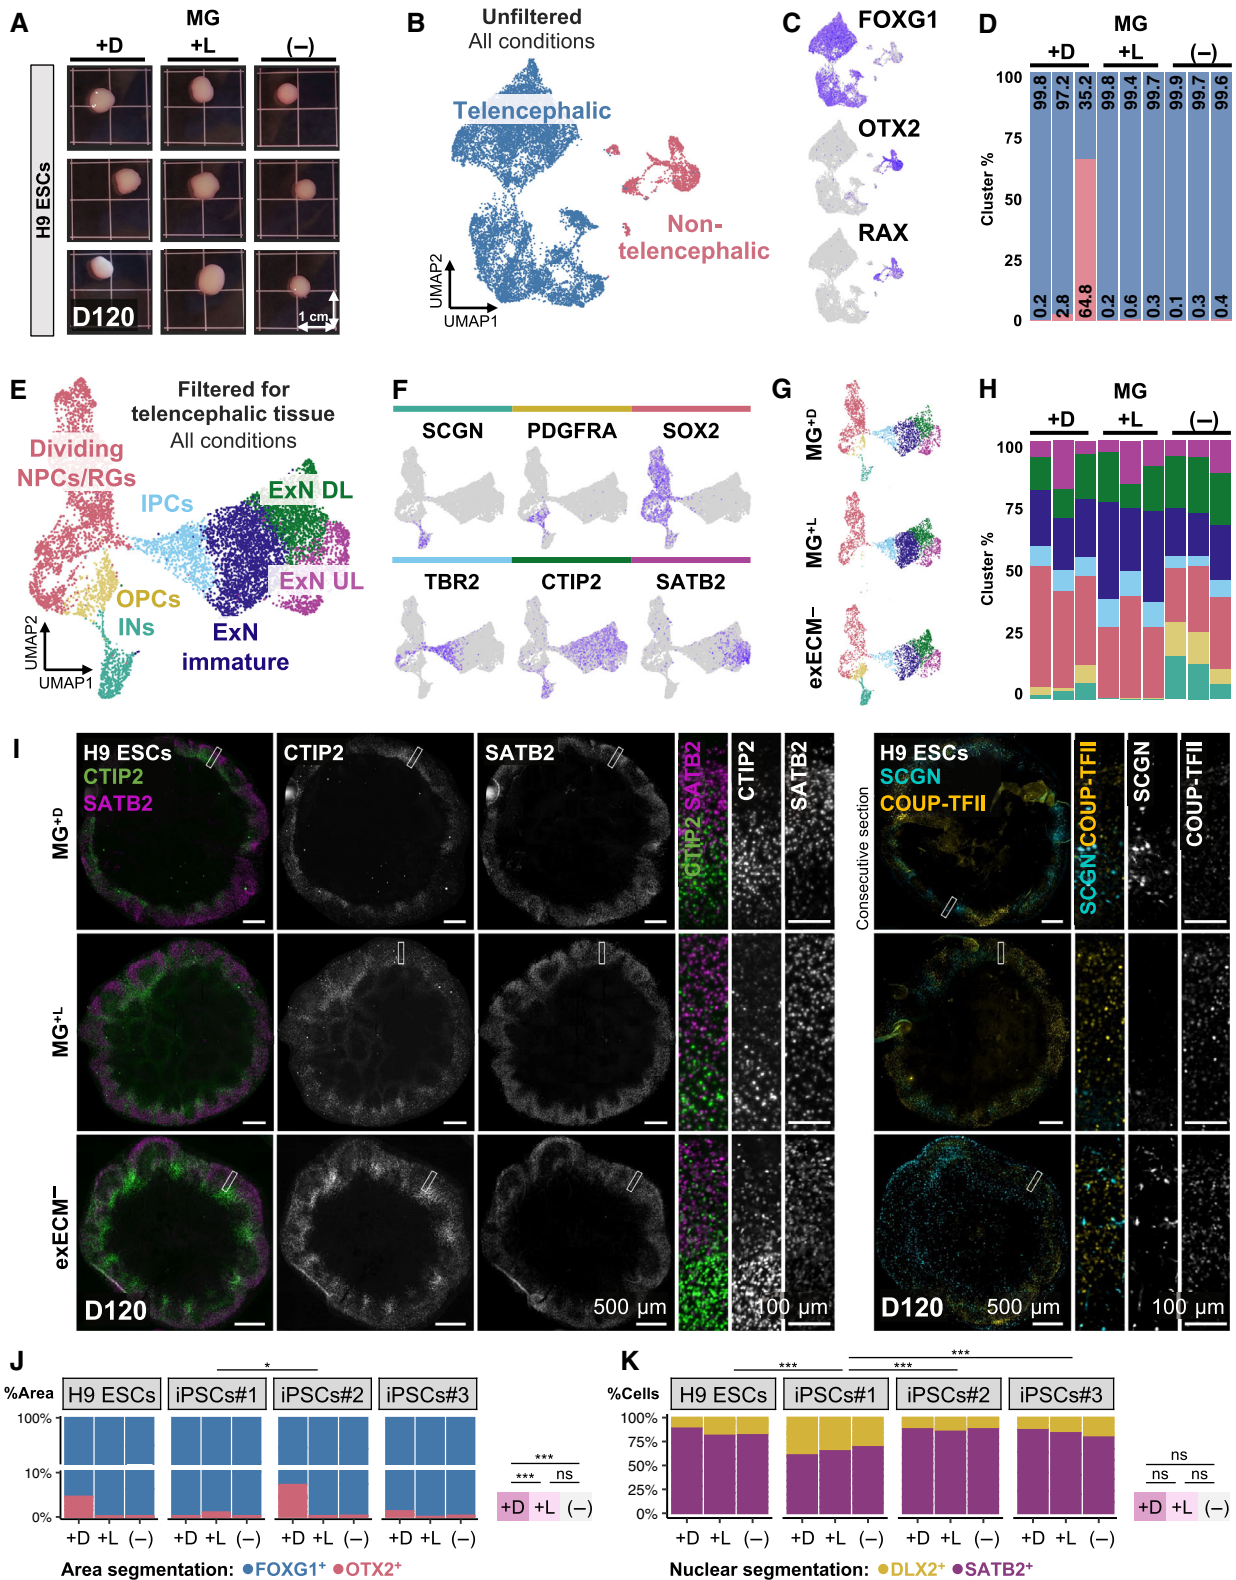 A
MG
+D +L (–)
H9 ESCs
D120
1 cm
B
Unfiltered
All conditions
Telencephalic
Non-
telencephalic
UMAP2
UMAP1
C
FOXG1
OTX2
RAX
D
MG
+D +L (–)
Cluster %
100
75
50
25
0
99.8 97.2 35.2 99.8 99.4 99.7 99.9 99.7 99.6
0.2 2.8 64.8 0.2 0.6 0.3 0.1 0.3 0.4
E
Filtered for
telencephalic tissue
All conditions
Dividing
NPCs/RGs
IPCs
ExN DL
ExN UL
OPCs
INs
ExN
immature
UMAP2
UMAP1
F
SCGN PDGFRA SOX2
TBR2 CTIP2 SATB2
G
MG+D
MG+L
exECM–
H
MG
+D +L (–)
Cluster %
100
75
50
25
0
I
MG+D
MG+L
exECM–
H9 ESCs
CTIP2
SATB2
CTIP2
SATB2
CTIP2 SATB2
CTIP2
SATB2
Consecutive section
H9 ESCs
SCGN
COUP-TFII
SCGN COUP-TFII
SCGN
COUP-TFII
D120
500 µm
100 µm
D120
500 µm
100 µm
J
*
%Area
H9 ESCs iPSCs#1 iPSCs#2 iPSCs#3
100%
10%
0%
+D +L (–) +D +L (–) +D +L (–) +D +L (–)
***
*** ns
+D +L (–)
Area segmentation: FOXG1+ OTX2+
K
***
*** ***
%Cells
H9 ESCs iPSCs#1 iPSCs#2 iPSCs#3
100%
75%
50%
25%
0%
+D +L (–) +D +L (–) +D +L (–) +D +L (–)
ns
ns ns
+D +L (–)
Nuclear segmentation: DLX2+ SATB2+